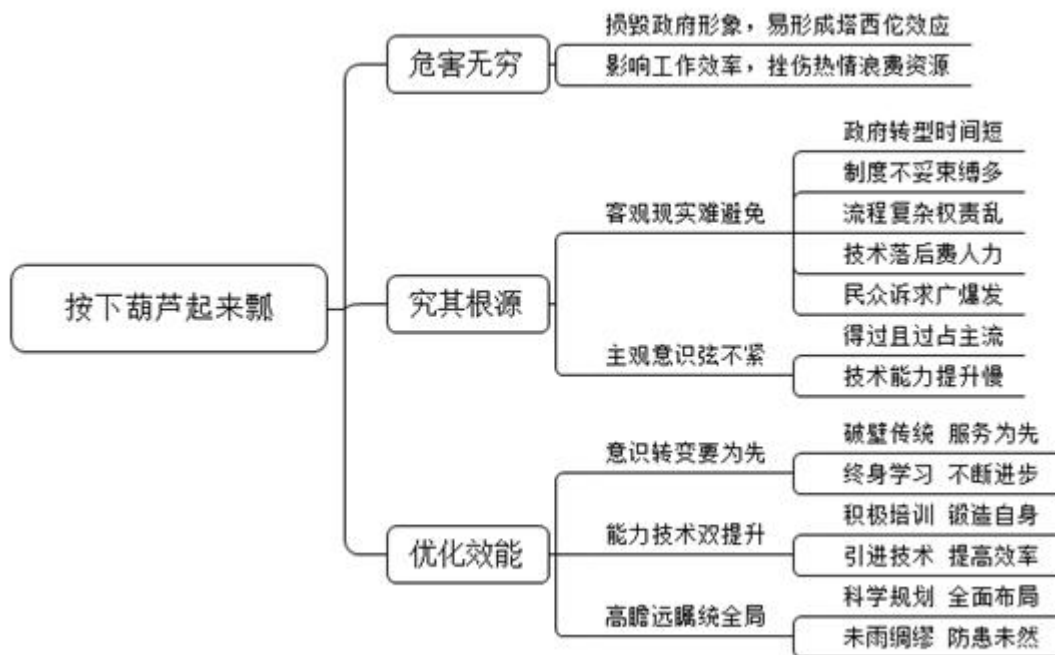 按下葫芦起来瓢
危害无穷
损毁政府形象，易形成塔西佗效应
影响工作效率，挫伤热情浪费资源
究其根源
客观现实难避免
政府转型时间短
制度不妥束缚多
流程复杂权责乱
技术落后费人力
民众诉求广爆发
主观意识弦不紧
得过且过占主流
技术能力提升慢
优化效能
意识转变要为先
破壁传统 服务为先
终身学习 不断进步
能力技术双提升
积极培训 锻造自身
引进技术 提高效率
高瞻远瞩统全局
科学规划 全面布局
未雨绸缪 防患未然